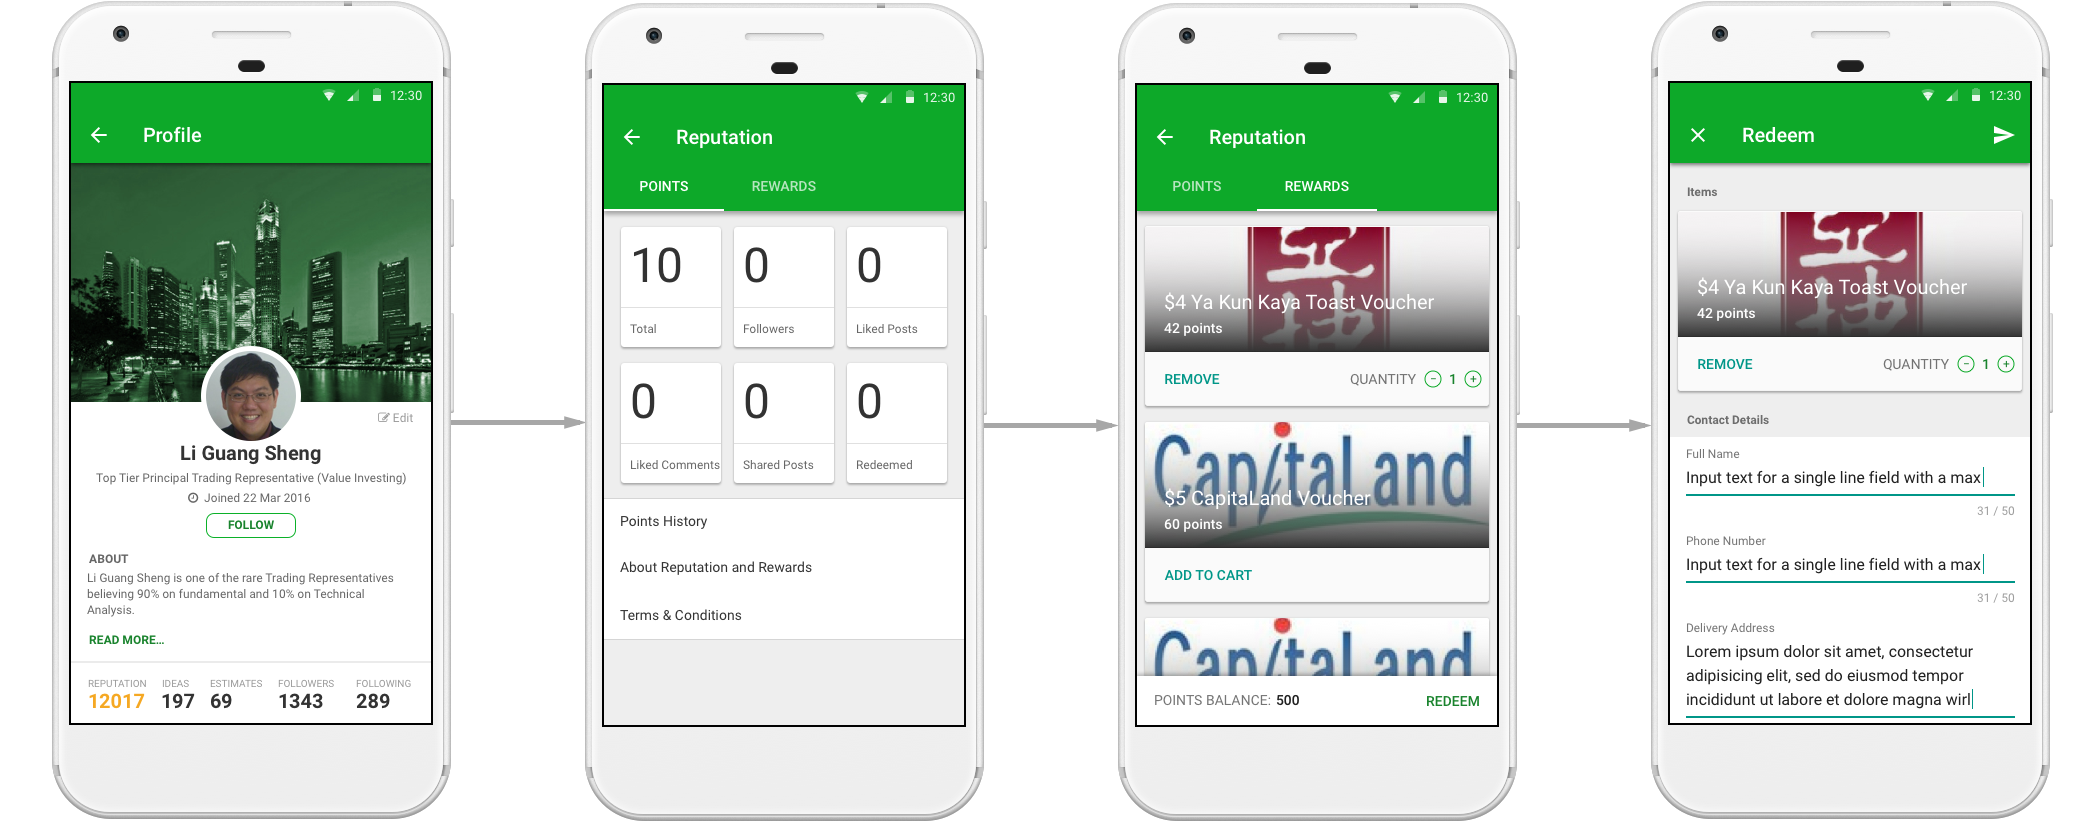 12:30
Profile
Edit
Li Guang Sheng
Top Tier Principal Trading Representative (Value Investing)
Joined 22 Mar 2016
FOLLOW
ABOUT
Li Guang Sheng is one of the rare Trading Representatives
believing 90% on fundamental and 10% on Technical
Analysis.
READ MORE...
REPUTATION IDEAS ESTIMATES FOLLOWERS FOLLOWING
12017 197 69 1343 289
12:30
Reputation
POINTS REWARDS
10 0 0
Total Followers Liked Posts
0 0 0
Liked Comments Shared Posts Redeemed
Points History
About Reputation and Rewards
Terms & Conditions
12:30
Reputation
POINTS REWARDS
$4 Ya Kun Kaya Toast Voucher
42 points
REMOVE QUANTITY − 1 +
CapitaLand
$5 CapitaLand Voucher
60 points
ADD TO CART
CapitaLand
POINTS BALANCE: 500 REDEEM
12:30
Redeem
Items
$4 Ya Kun Kaya Toast Voucher
42 points
REMOVE QUANTITY − 1 +
Contact Details
Full Name
Input text for a single line field with a max
31 / 50
Phone Number
Input text for a single line field with a max
31 / 50
Delivery Address
Lorem ipsum dolor sit amet, consectetur
adipisicing elit, sed do eiusmod tempor
incididunt ut labore et dolore magna wirl